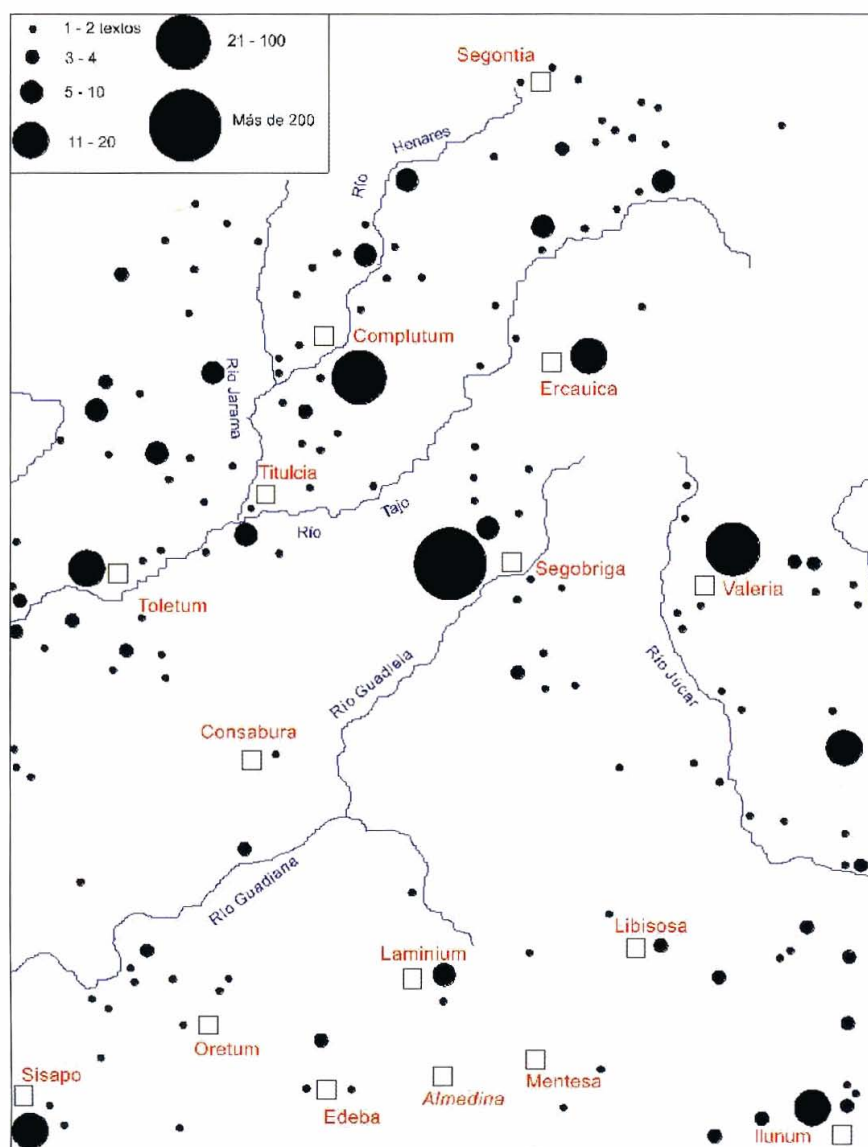 1 - 2 textos
3 - 4
5 - 10
11 - 20
21 - 100
Más de 200
Segontia
Río
Henares
Complutum
Río Jarama
Ercauica
Titulcia
Río
Tajo
Toletum
Segobriga
Valeria
Río Guadiela
Río Júcar
Consabura
Río Guadiana
Laminium
Libisosa
Oretum
Sisapo
Edeba
Almedina
Mentesa
Ilunum